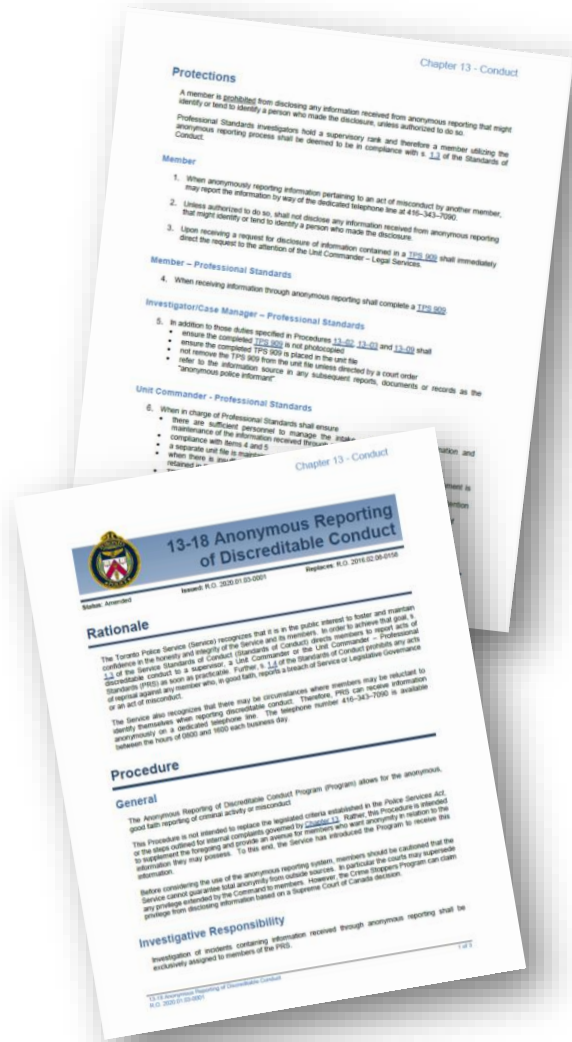 Chapter 13 - Conduct
Protections
A member is prohibited from disclosing any information received from anonymous reporting that might
identify or tend to identify a person who made the disclosure, unless authorized to do so.
Professional Standards investigators hold a supervisory rank and therefore a member utilizing the
anonymous reporting process shall be deemed to be in compliance with s. 1.3 of the Standards of
Conduct.
Member
1. When anonymously reporting information pertaining to an act of misconduct by another member,
may report the information by way of the dedicated telephone line at 416–343–7090.
2. Unless authorized to do so, shall not disclose any information received from anonymous reporting
that might identify or tend to identify a person who made the disclosure.
3. Upon receiving a request for disclosure of information contained in a TPS 909 shall immediately
direct the request to the attention of the Unit Commander – Legal Services.
Member – Professional Standards
4. When receiving information through anonymous reporting shall complete a TPS 909
Investigator/Case Manager – Professional Standards
5. In addition to those duties specified in Procedures 13–02, 13–03 and 13–09 shall
• ensure the completed TPS 909 is not photocopied
• ensure the completed TPS 909 is placed in the unit file
• not remove the TPS 909 from the unit file unless directed by a court order
• refer to the information source in any subsequent reports, documents or records as the
"anonymous police informant"
Unit Commander - Professional Standards
6. When in charge of Professional Standards shall ensure
• there are sufficient personnel to manage the intake and
maintenance of the information received through
• compliance with items 4 and 5
• a separate unit file is
• when there is
retained in
Chapter 13 - Conduct
13-18 Anonymous Reporting
of Discreditable Conduct
Status: Amended Issued: R.O. 2020.01.03-0001 Replaces: R.O. 2016.02.08-0158
Rationale
The Toronto Police Service (Service) recognizes that it is in the public interest to foster and maintain
confidence in the honesty and integrity of the Service and its members. In order to achieve that goal, s.
1.3 of the Service Standards of Conduct (Standards of Conduct) directs members to report acts of
discreditable conduct to a supervisor, a Unit Commander or the Unit Commander – Professional
Standards (PRS) as soon as practicable. Further, s. 1.4 of the Standards of Conduct prohibits any acts
of reprisal against any member who, in good faith, reports a breach of Service or Legislative Governance
or an act of misconduct.
The Service also recognizes that there may be circumstances where members may be reluctant to
identify themselves when reporting discreditable conduct. Therefore, PRS can receive information
anonymously on a dedicated telephone line. The telephone number 416–343–7090 is available
between the hours of 0800 and 1600 each business day.
Procedure
General
The Anonymous Reporting of Discreditable Conduct Program (Program) allows for the anonymous,
good faith reporting of criminal activity or misconduct.
This Procedure is not intended to replace the legislated criteria established in the Police Services Act,
or the steps outlined for internal complaints governed by Chapter 13. Rather, this Procedure is intended
to supplement the foregoing and provide an avenue for members who want anonymity in relation to the
information they may possess. To this end, the Service has introduced the Program to receive this
information.
Before considering the use of the anonymous reporting system, members should be cautioned that the
Service cannot guarantee total anonymity from outside sources. In particular the courts may supersede
any privilege extended by the Command to members. However, the Crime Stoppers Program can claim
privilege from disclosing information based on a Supreme Court of Canada decision.
Investigative Responsibility
Investigation of incidents containing information received through anonymous reporting shall be
exclusively assigned to members of the PRS.
13-18 Anonymous Reporting of Discreditable Conduct
R.O. 2020.01.03-0001
1 of 3